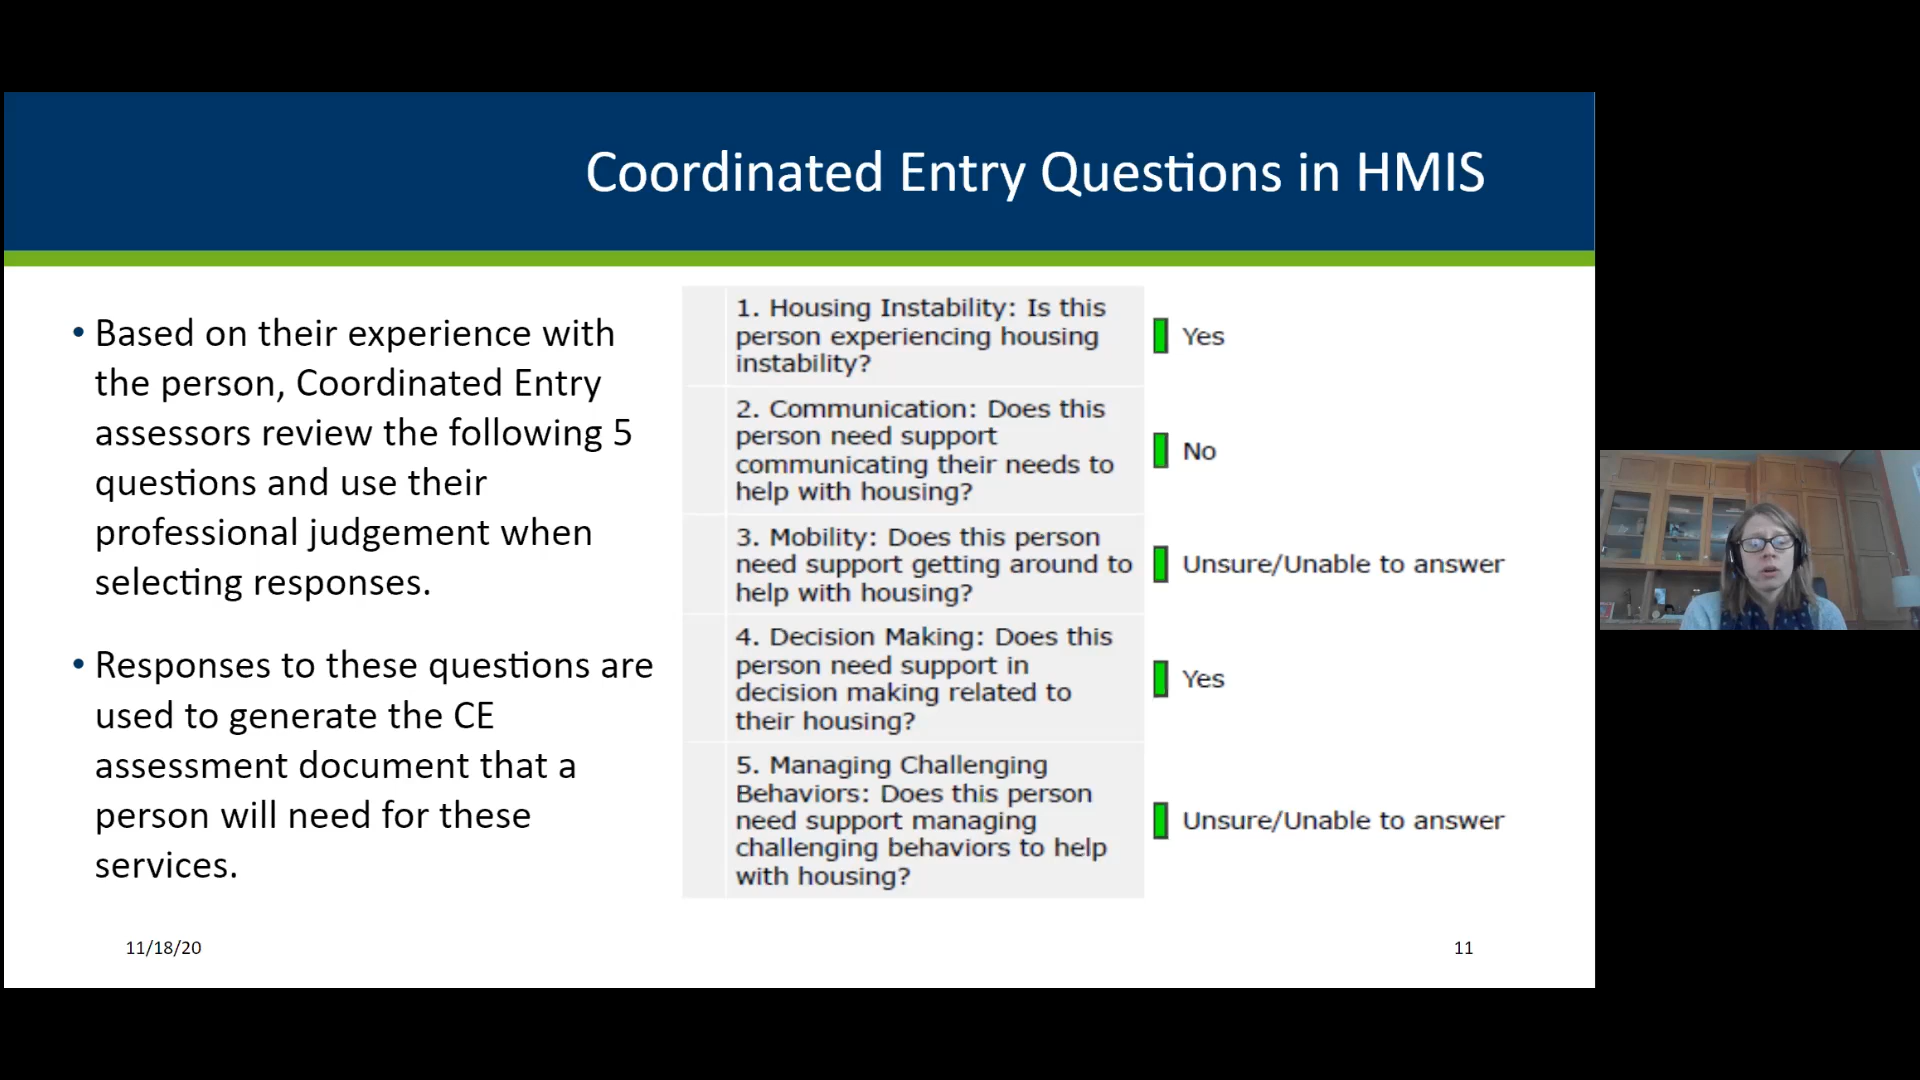 Coordinated Entry Questions in HMIS
• Based on their experience with
the person, Coordinated Entry
assessors review the following 5
questions and use their
professional judgement when
selecting responses.
• Responses to these questions are
used to generate the CE
assessment document that a
person will need for these
services.
1. Housing Instability: Is this
person experiencing housing
instability?
Yes
2. Communication: Does this
person need support
communicating their needs to
help with housing?
No
3. Mobility: Does this person
need support getting around to
help with housing?
Unsure/Unable to answer
4. Decision Making: Does this
person need support in
decision making related to
their housing?
Yes
5. Managing Challenging
Behaviors: Does this person
need support managing
challenging behaviors to help
with housing?
Unsure/Unable to answer
11/18/20
11